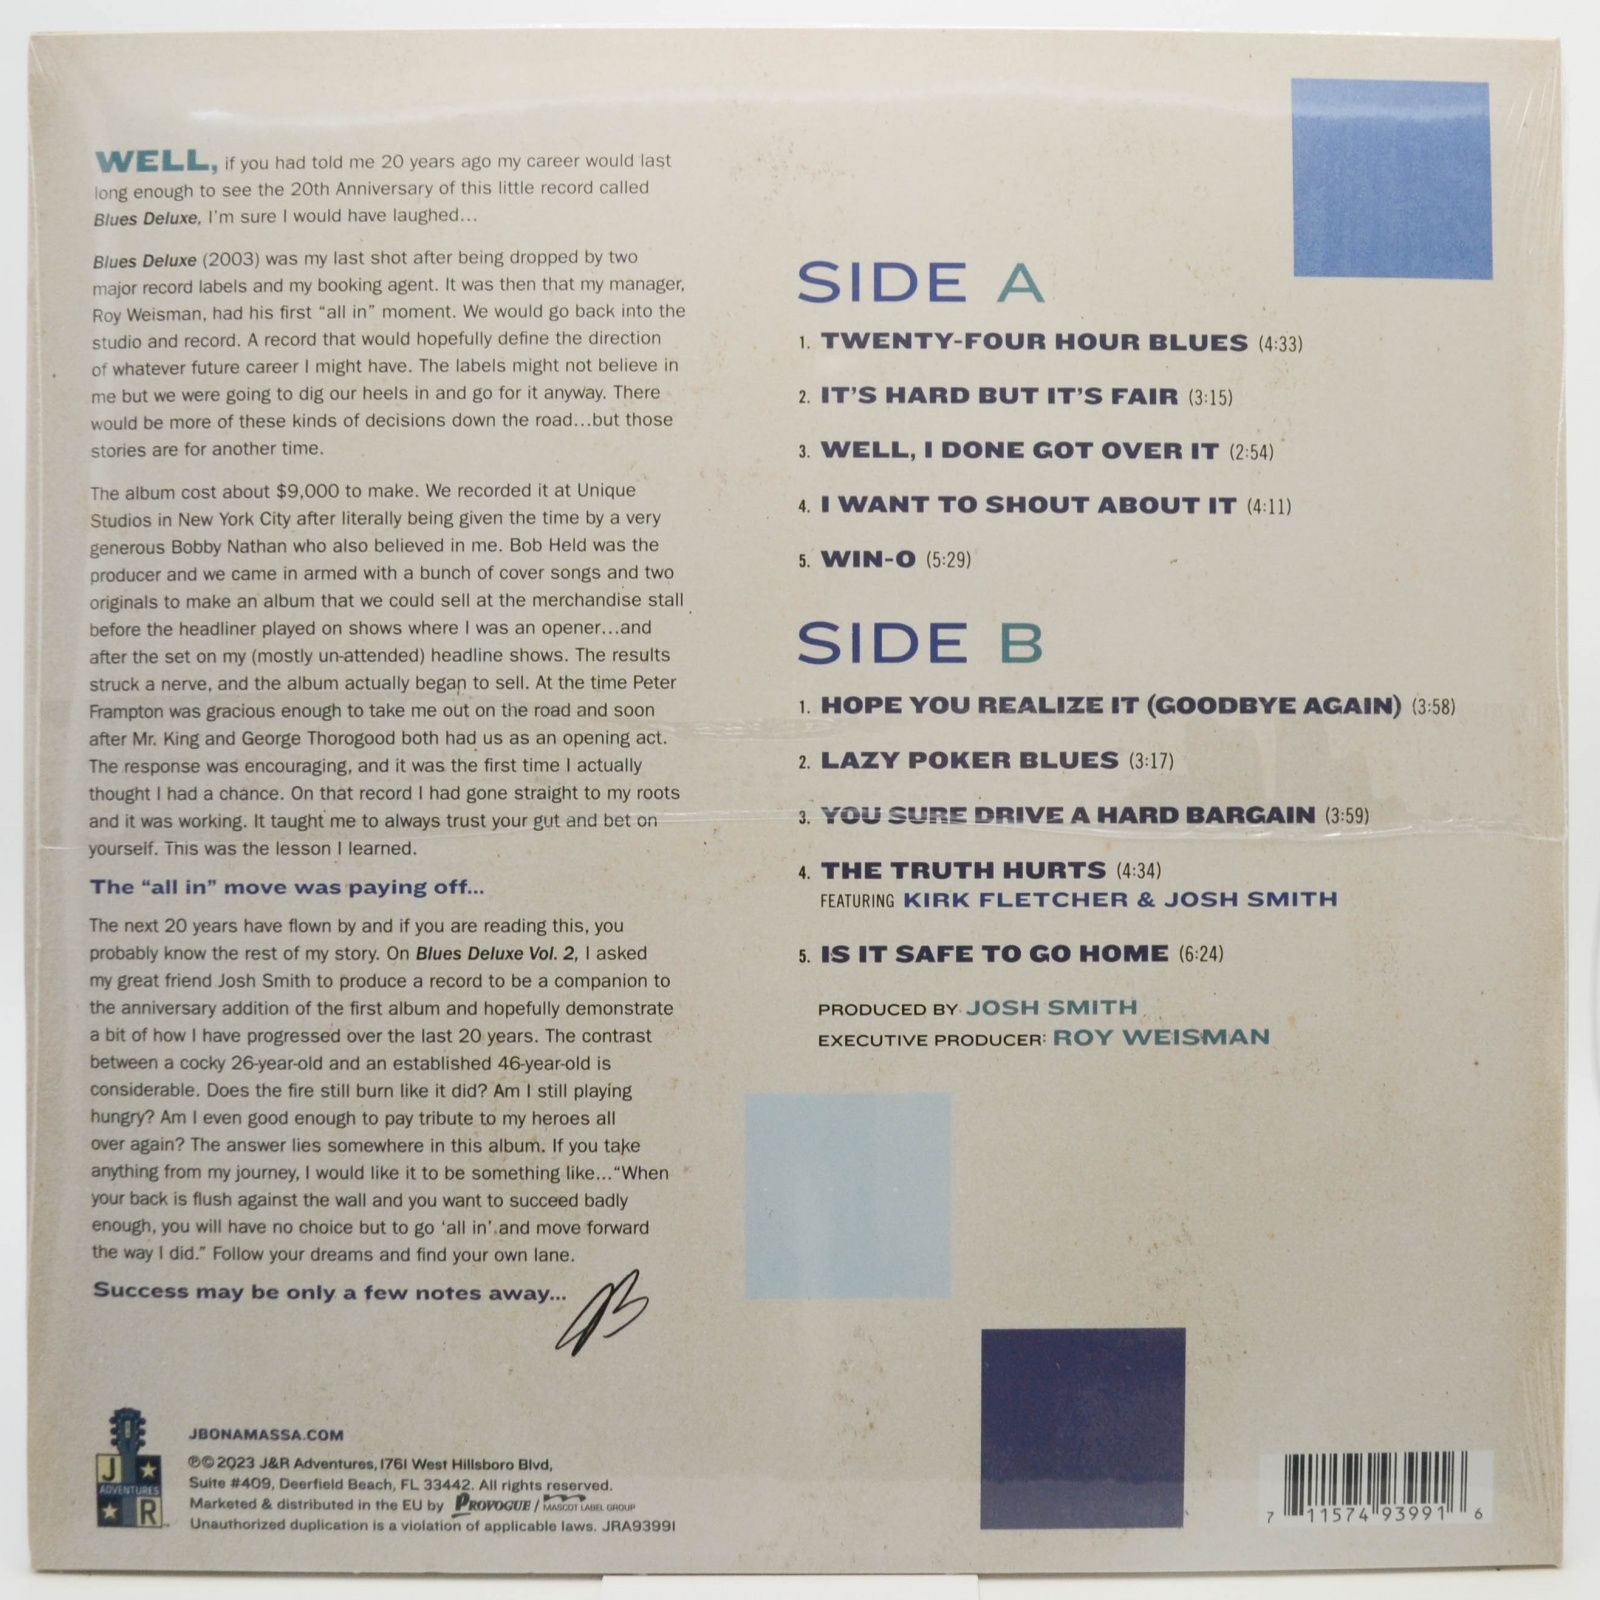 WELL, if you had told me 20 years ago my career would last
long enough to see the 20th Anniversary of this little record called
Blues Deluxe, I'm sure I would have laughed...
Blues Deluxe (2003) was my last shot after being dropped by two
major record labels and my booking agent. It was then that my manager,
Roy Weisman, had his first “all in” moment. We would go back into the
studio and record. A record that would hopefully define the direction
of whatever future career I might have. The labels might not believe in
me but we were going to dig our heels in and go for it anyway. There
would be more of these kinds of decisions down the road...but those
stories are for another time.
The album cost about $9,000 to make. We recorded it at Unique
Studios in New York City after literally being given the time by a very
generous Bobby Nathan who also believed in me. Bob Held was the
producer and we came in armed with a bunch of cover songs and two
originals to make an album that we could sell at the merchandise stall
before the headliner played on shows where I was an opener...and
after the set on my (mostly un-attended) headline shows. The results
struck a nerve, and the album actually began to sell. At the time Peter
Frampton was gracious enough to take me out on the road and soon
after Mr. King and George Thorogood both had us as an opening act.
The response was encouraging, and it was the first time I actually
thought I had a chance. On that record I had gone straight to my roots
and it was working. It taught me to always trust your gut and bet on
yourself. This was the lesson I learned.
The “all in” move was paying off...
The next 20 years have flown by and if you are reading this, you
probably know the rest of my story. On Blues Deluxe Vol. 2, I asked
my great friend Josh Smith to produce a record to be a companion to
the anniversary addition of the first album and hopefully demonstrate
a bit of how I have progressed over the last 20 years. The contrast
between a cocky 26-year-old and an established 46-year-old is
considerable. Does the fire still burn like it did? Am I still playing
hungry? Am I even good enough to pay tribute to my heroes all
over again? The answer lies somewhere in this album. If you take
anything from my journey, I would like it to be something like...“When
your back is flush against the wall and you want to succeed badly
enough, you will have no choice but to go ‘all in’ and move forward
the way I did.” Follow your dreams and find your own lane.
Success may be only a few notes away...
JB
SIDE A
1. TWENTY-FOUR HOUR BLUES (4:33)
2. IT'S HARD BUT IT'S FAIR (3:15)
3. WELL, I DONE GOT OVER IT (2:54)
4. I WANT TO SHOUT ABOUT IT (4:11)
5. WIN-O (5:29)
SIDE B
1. HOPE YOU REALIZE IT (GOODBYE AGAIN) (3:58)
2. LAZY POKER BLUES (3:17)
3. YOU SURE DRIVE A HARD BARGAIN (3:59)
4. THE TRUTH HURTS (4:34)
FEATURING KIRK FLETCHER & JOSH SMITH
5. IS IT SAFE TO GO HOME (6:24)
PRODUCED BY JOSH SMITH
EXECUTIVE PRODUCER: ROY WEISMAN
J
ADVENTURES
R
JBONAMASSA.COM
℗© 2023 J&R Adventures, 1761 West Hillsboro Blvd,
Suite #409, Deerfield Beach, FL 33442. All rights reserved.
Marketed & distributed in the EU by PROVOGUE / MASCOT LABEL GROUP
Unauthorized duplication is a violation of applicable laws. JRA93991
7 11574 93991 6